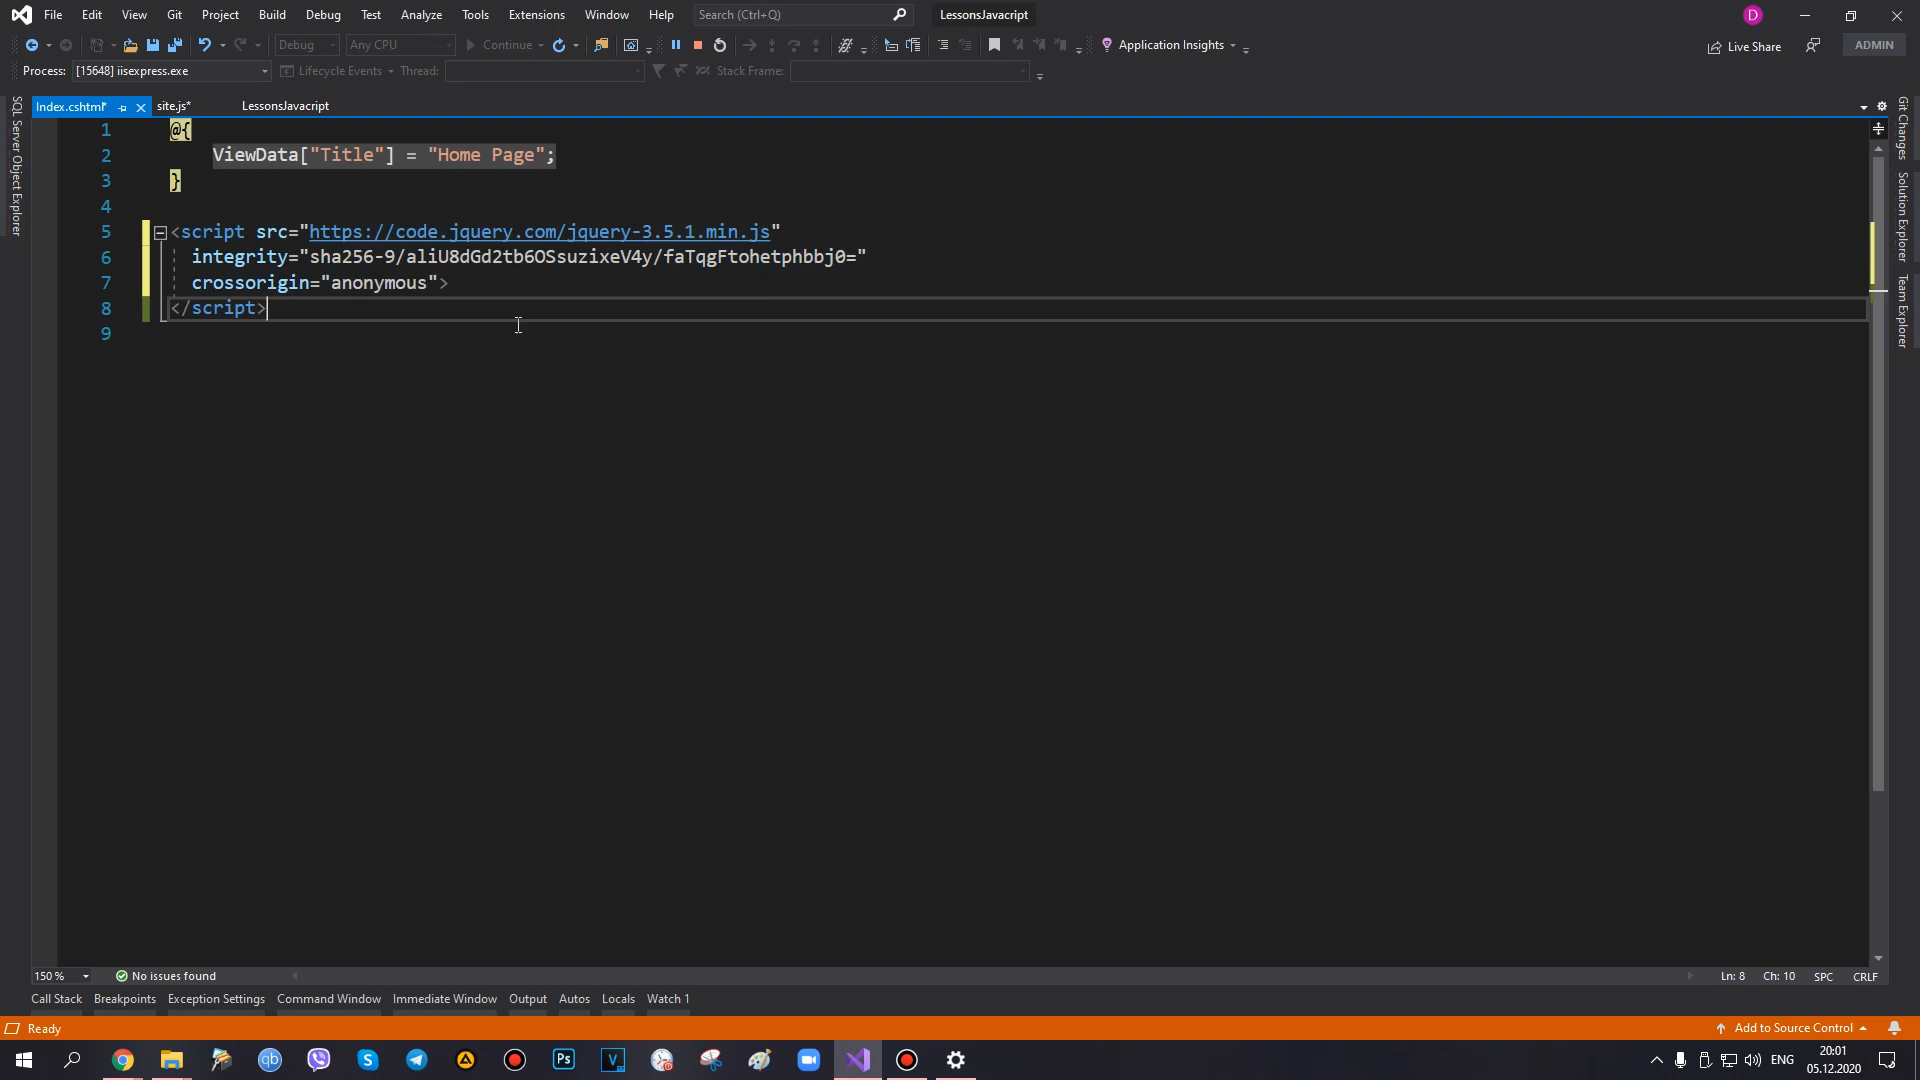 File Edit View Git Project Build Debug Test Analyze Tools Extensions Window Help Search (Ctrl+Q) LessonsJavacript D
Debug Any CPU Continue Application Insights Live Share ADMIN
Process: [15648] iisexpress.exe Lifecycle Events Thread: Stack Frame:
Index.cshtml* site.js* LessonsJavacript
SQL Server Object Explorer
Git Changes
Solution Explorer
Team Explorer
1 @{
2 ViewData["Title"] = "Home Page";
3 }
4
5 <script src="https://code.jquery.com/jquery-3.5.1.min.js"
6 integrity="sha256-9/aliU8dGd2tb6OSsuzixeV4y/faTqgFtohetphbbj0="
7 crossorigin="anonymous">
8 </script>
9
150 % No issues found Ln: 8 Ch: 10 SPC CRLF
Call Stack Breakpoints Exception Settings Command Window Immediate Window Output Autos Locals Watch 1
Ready Add to Source Control
qb Ps V ENG 20:01
05.12.2020